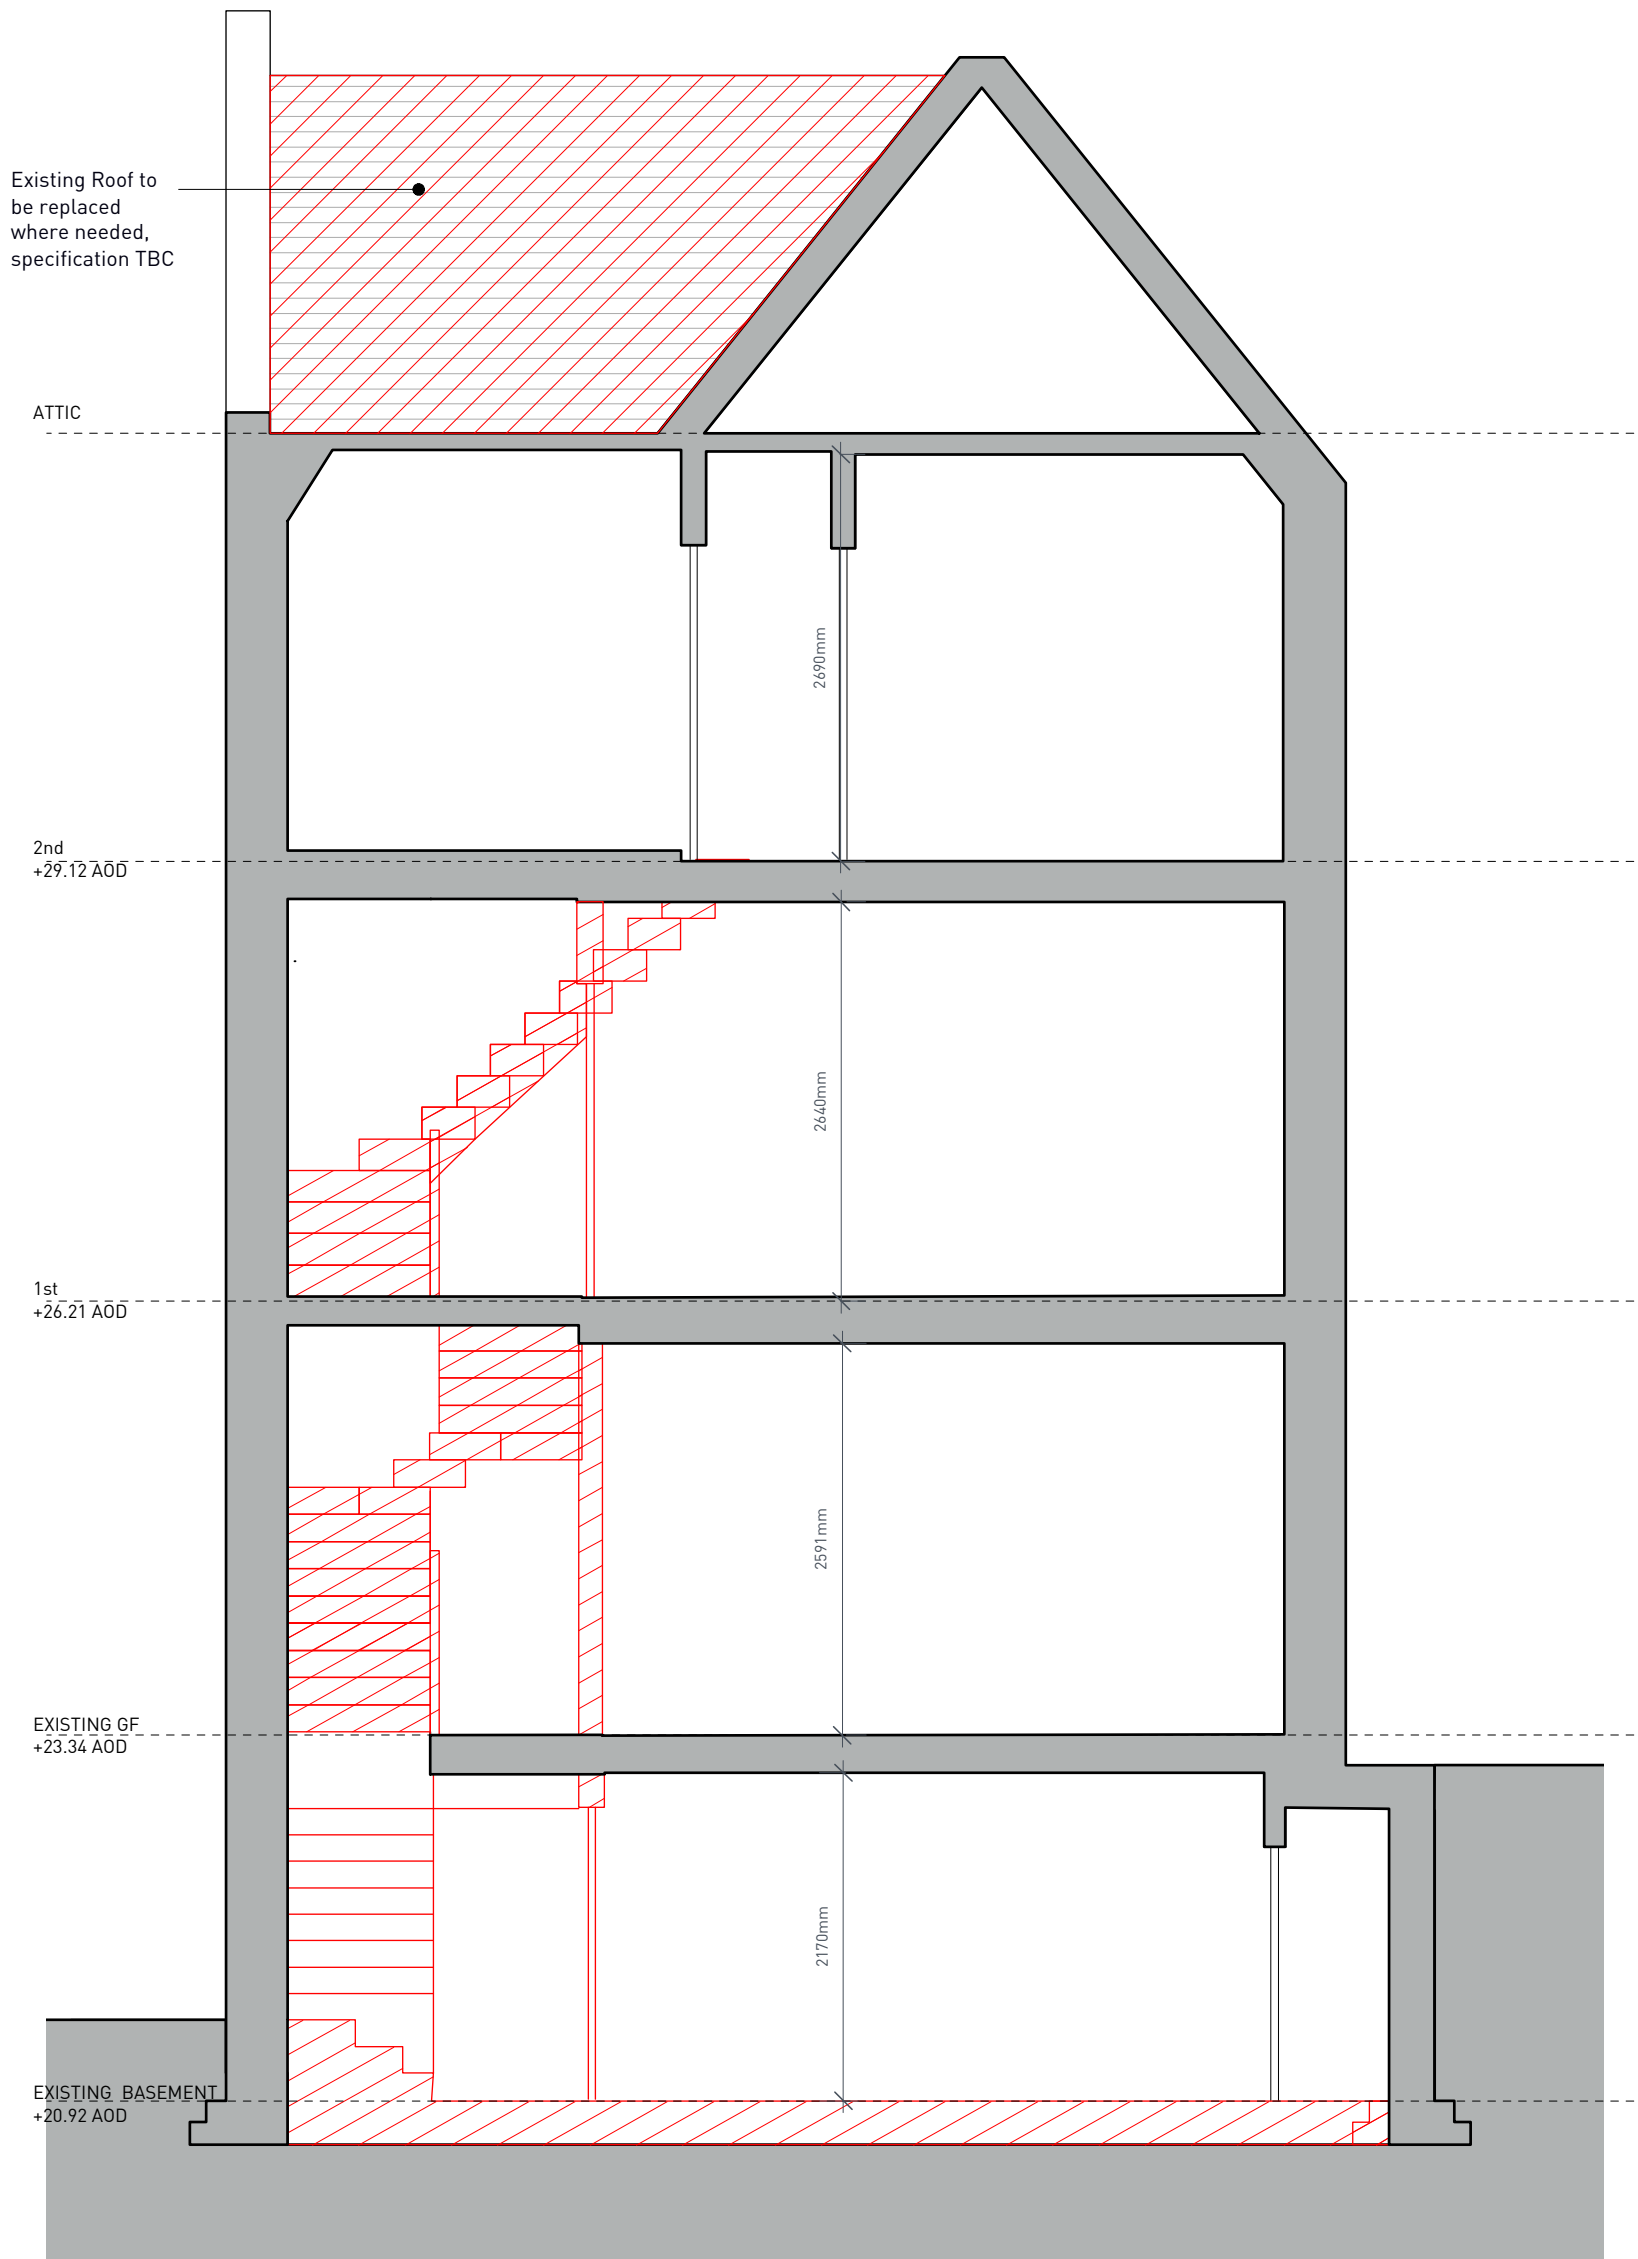 Existing Roof to
be replaced
where needed,
specification TBC
ATTIC
2690mm
2nd
+29.12 AOD
2640mm
1st
+26.21 AOD
2591mm
EXISTING GF
+23.34 AOD
2170mm
EXISTING BASEMENT
+20.92 AOD